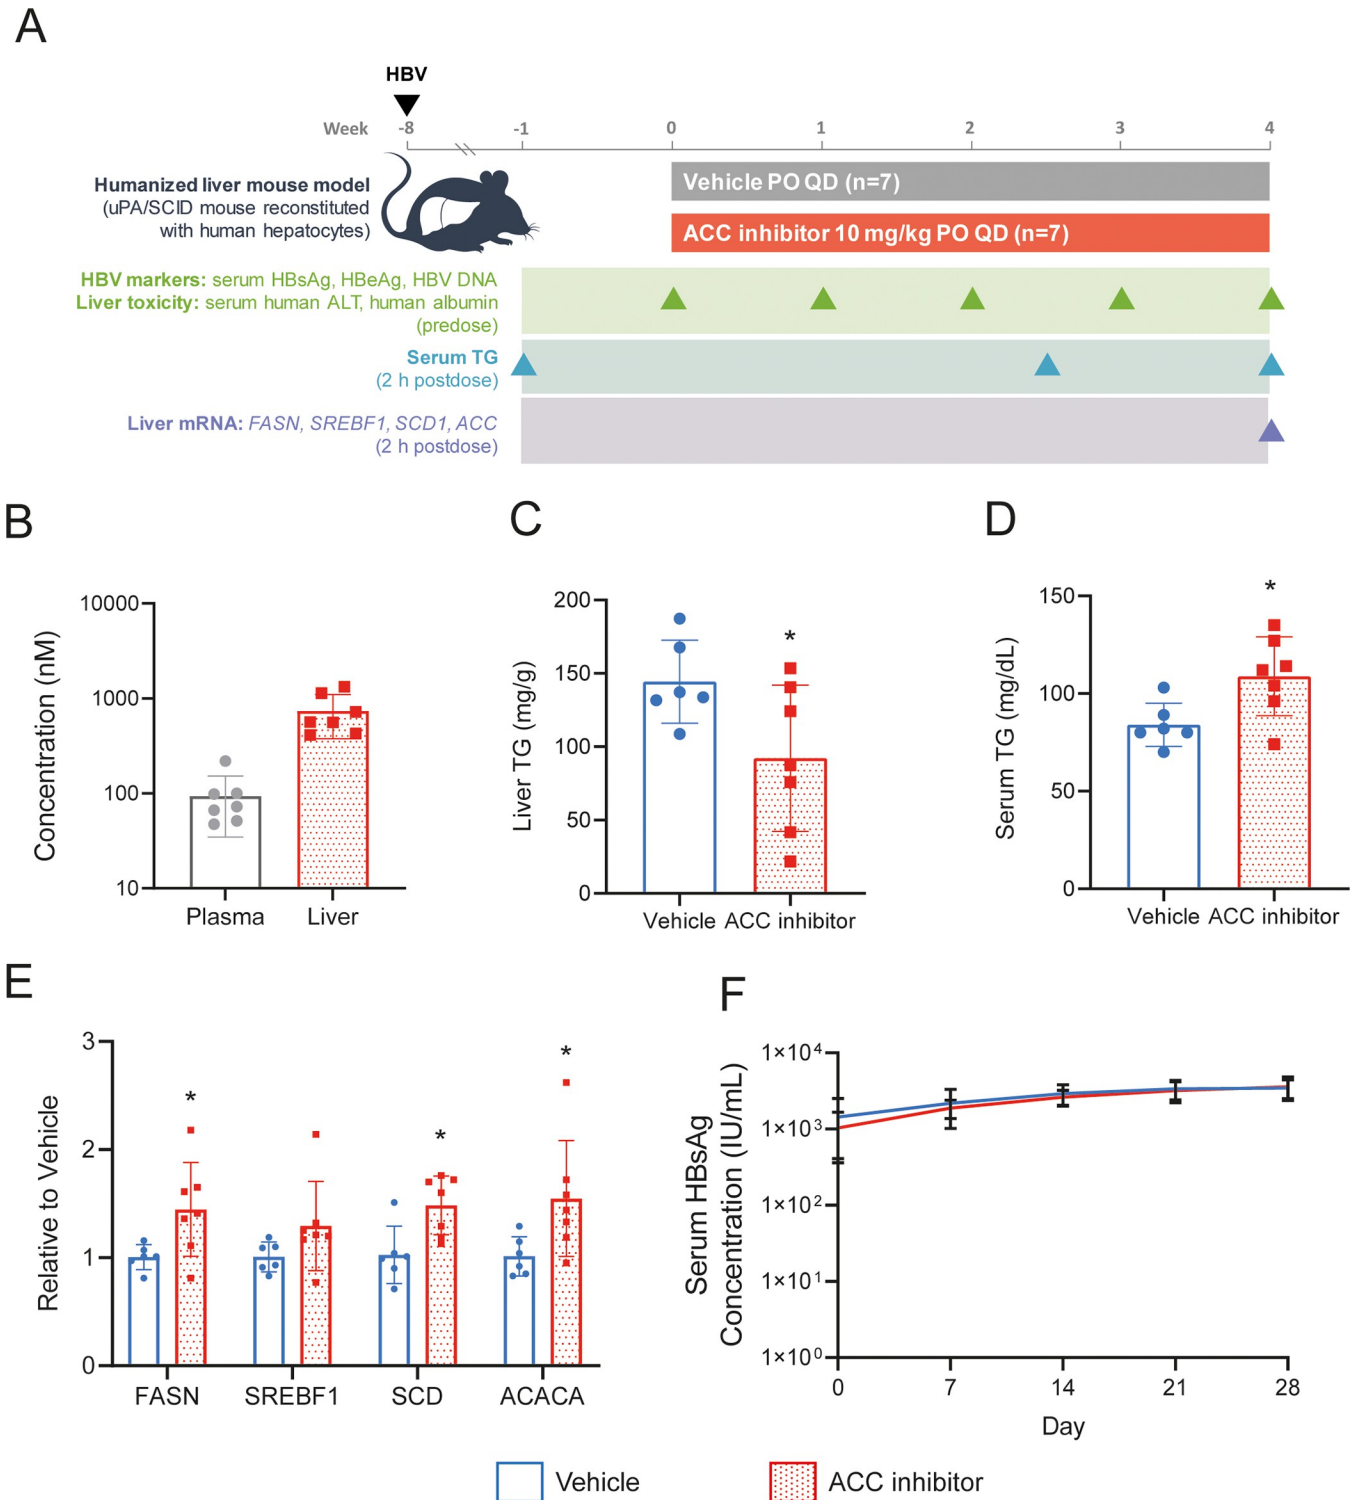 A
HBV
Week -8 -1 0 1 2 3 4
Humanized liver mouse model
(uPA/SCID mouse reconstituted
with human hepatocytes)
Vehicle PO QD (n=7)
ACC inhibitor 10 mg/kg PO QD (n=7)
HBV markers: serum HBsAg, HBeAg, HBV DNA
Liver toxicity: serum human ALT, human albumin
(predose)
Serum TG
(2 h postdose)
Liver mRNA: FASN, SREBF1, SCD1, ACC
(2 h postdose)
B
Concentration (nM)
10000
1000
100
10
Plasma Liver
C
Liver TG (mg/g)
200
150
100
50
0
*
Vehicle ACC inhibitor
D
Serum TG (mg/dL)
150
100
50
0
*
Vehicle ACC inhibitor
E
Relative to Vehicle
3
2
1
0
* * *
FASN SREBF1 SCD ACACA
F
Serum HBsAg
Concentration (IU/mL)
1×10⁴
1×10³
1×10²
1×10¹
1×10⁰
0 7 14 21 28
Day
Vehicle ACC inhibitor